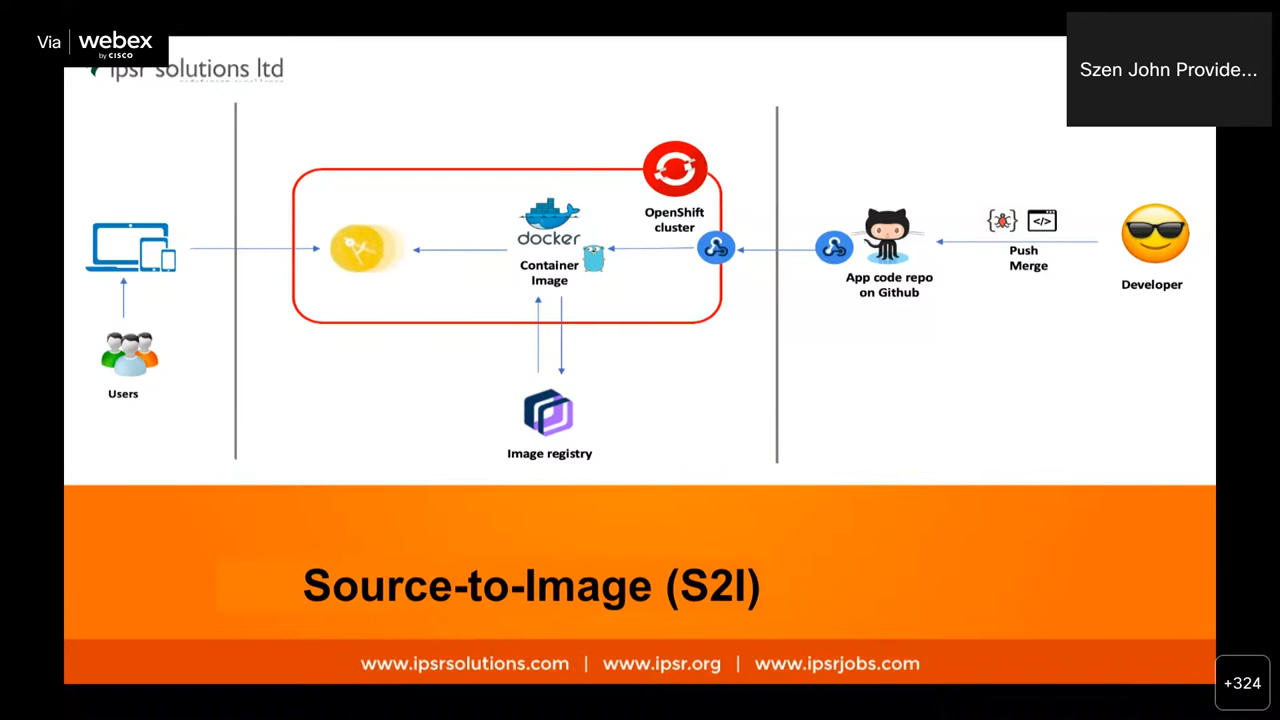 Via webex
by CISCO
ipsr solutions ltd
Szen John Provide...
OpenShift
cluster
docker
Container
Image
App code repo
on Github
</>
Push
Merge
Developer
Users
Image registry
Source-to-Image (S2I)
www.ipsrsolutions.com | www.ipsr.org | www.ipsrjobs.com
+324